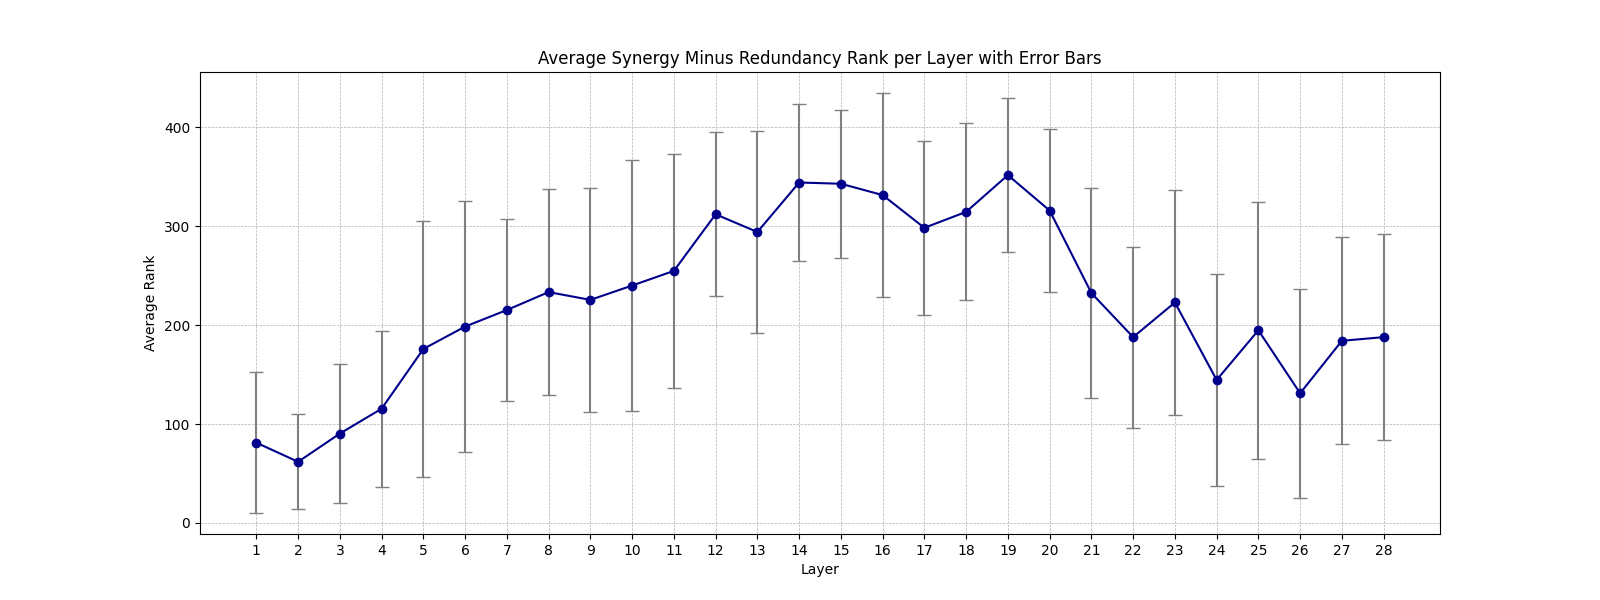 Average Synergy Minus Redundancy Rank per Layer with Error Bars
Average Rank
400
300
200
100
0
1 2 3 4 5 6 7 8 9 10 11 12 13 14 15 16 17 18 19 20 21 22 23 24 25 26 27 28
Layer